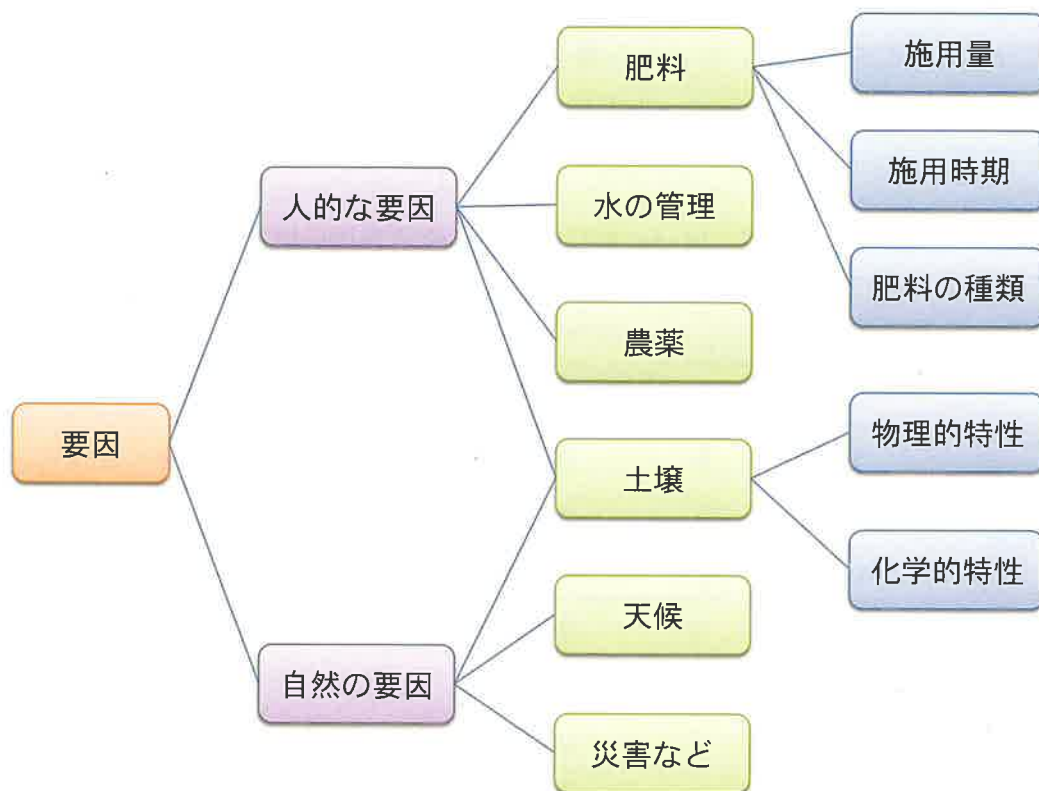 要因
人的な要因
自然の要因
肥料
水の管理
農薬
土壌
天候
災害など
施用量
施用時期
肥料の種類
物理的特性
化学的特性